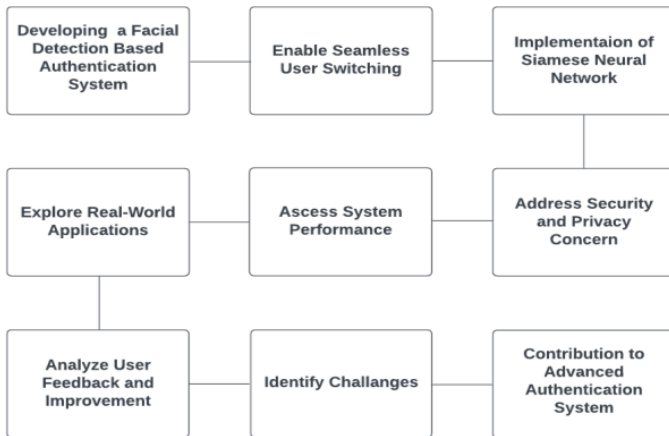 Developing a Facial
Detection Based
Authentication
System
Enable Seamless
User Switching
Implementaion of
Siamese Neural
Network
Explore Real-World
Applications
Ascess System
Performance
Address Security
and Privacy
Concern
Analyze User
Feedback and
Improvement
Identify Challanges
Contribution to
Advanced
Authentication
System